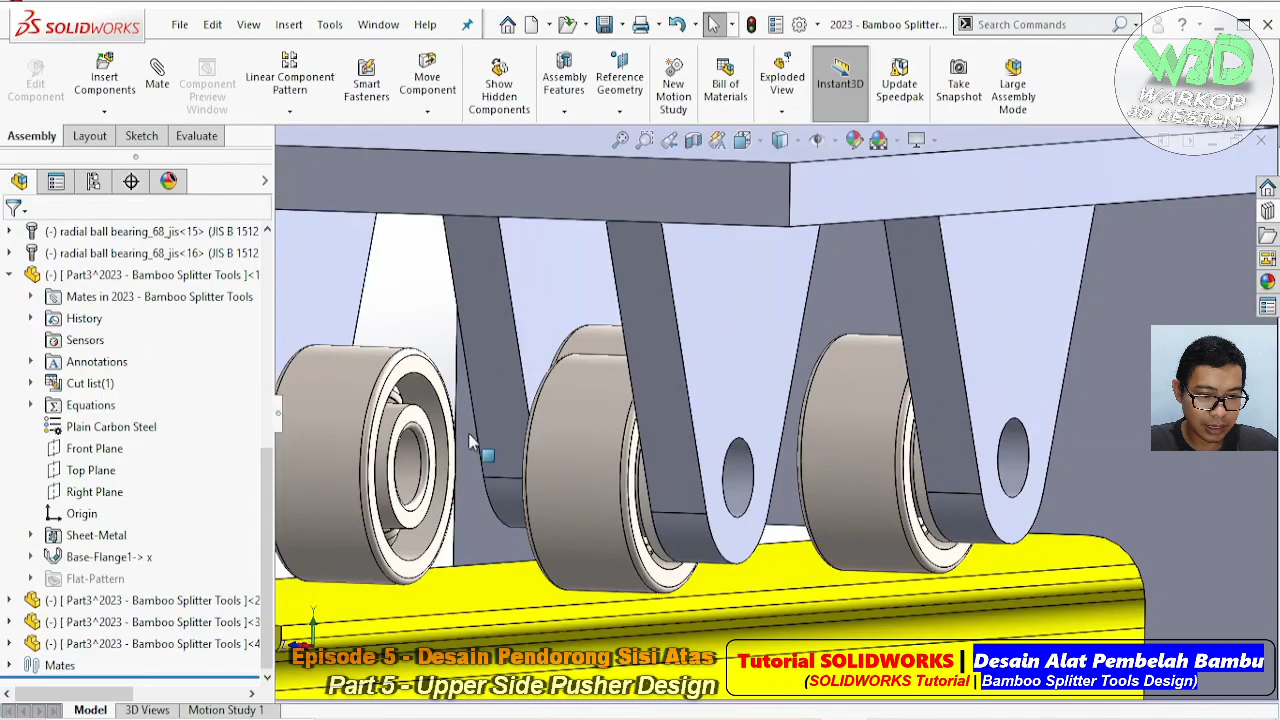 SOLIDWORKS
File Edit View Insert Tools Window Help
2023 - Bamboo Splitter...
Search Commands
W3D
WARKOP
3D DESIGN
Edit Component
Insert Components
Mate
Component Preview Window
Linear Component Pattern
Smart Fasteners
Move Component
Show Hidden Components
Assembly Features
Reference Geometry
New Motion Study
Bill of Materials
Exploded View
Instant3D
Update Speedpak
Take Snapshot
Large Assembly Mode
Assembly Layout Sketch Evaluate
(-) radial ball bearing_68_jis<15> (JIS B 1512
(-) radial ball bearing_68_jis<16> (JIS B 1512
(-) [ Part3^2023 - Bamboo Splitter Tools ]<1
Mates in 2023 - Bamboo Splitter Tools
History
Sensors
Annotations
Cut list(1)
Equations
Plain Carbon Steel
Front Plane
Top Plane
Right Plane
Origin
Sheet-Metal
Base-Flange1-> x
Flat-Pattern
(-) [ Part3^2023 - Bamboo Splitter Tools ]<2
(-) [ Part3^2023 - Bamboo Splitter Tools ]<3
(-) [ Part3^2023 - Bamboo Splitter Tools ]<4
Mates
Y
Episode 5 - Desain Pendorong Sisi Atas
Part 5 - Upper Side Pusher Design
Tutorial SOLIDWORKS | Desain Alat Pembelah Bambu
(SOLIDWORKS Tutorial | Bamboo Splitter Tools Design)
Model 3D Views Motion Study 1